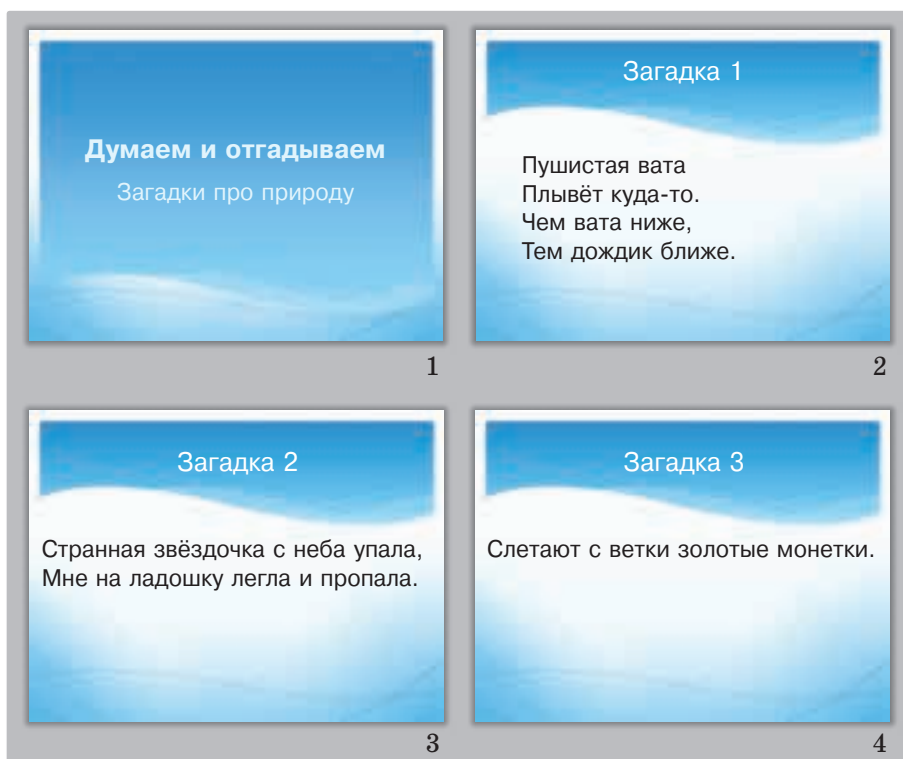 Думаем и отгадываем
Загадки про природу
1
Загадка 1
Пушистая вата
Плывёт куда-то.
Чем вата ниже,
Тем дождик ближе.
2
Загадка 2
Странная звёздочка с неба упала,
Мне на ладошку легла и пропала.
3
Загадка 3
Слетают с ветки золотые монетки.
4